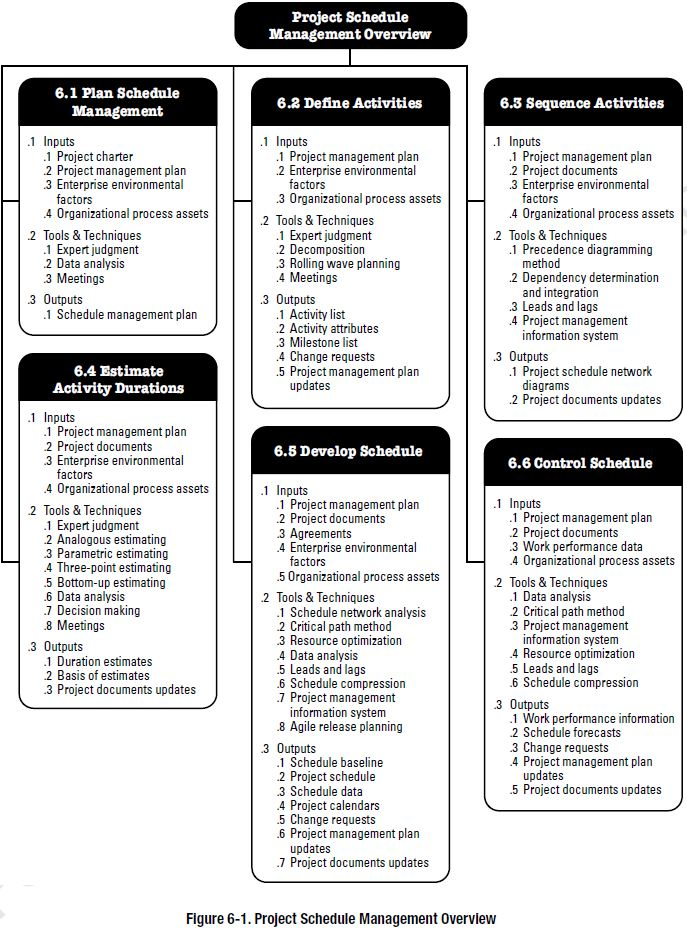 Project Schedule
Management Overview
6.1 Plan Schedule
Management
.1 Inputs
.1 Project charter
.2 Project management plan
.3 Enterprise environmental
factors
.4 Organizational process assets
.2 Tools & Techniques
.1 Expert judgment
.2 Data analysis
.3 Meetings
.3 Outputs
.1 Schedule management plan
6.2 Define Activities
.1 Inputs
.1 Project management plan
.2 Enterprise environmental
factors
.3 Organizational process assets
.2 Tools & Techniques
.1 Expert judgment
.2 Decomposition
.3 Rolling wave planning
.4 Meetings
.3 Outputs
.1 Activity list
.2 Activity attributes
.3 Milestone list
.4 Change requests
.5 Project management plan
updates
6.3 Sequence Activities
.1 Inputs
.1 Project management plan
.2 Project documents
.3 Enterprise environmental
factors
.4 Organizational process assets
.2 Tools & Techniques
.1 Precedence diagramming
method
.2 Dependency determination
and integration
.3 Leads and lags
.4 Project management
information system
.3 Outputs
.1 Project schedule network
diagrams
.2 Project documents updates
6.4 Estimate
Activity Durations
.1 Inputs
.1 Project management plan
.2 Project documents
.3 Enterprise environmental
factors
.4 Organizational process assets
.2 Tools & Techniques
.1 Expert judgment
.2 Analogous estimating
.3 Parametric estimating
.4 Three-point estimating
.5 Bottom-up estimating
.6 Data analysis
.7 Decision making
.8 Meetings
.3 Outputs
.1 Duration estimates
.2 Basis of estimates
.3 Project documents updates
6.5 Develop Schedule
.1 Inputs
.1 Project management plan
.2 Project documents
.3 Agreements
.4 Enterprise environmental
factors
.5 Organizational process assets
.2 Tools & Techniques
.1 Schedule network analysis
.2 Critical path method
.3 Resource optimization
.4 Data analysis
.5 Leads and lags
.6 Schedule compression
.7 Project management
information system
.8 Agile release planning
.3 Outputs
.1 Schedule baseline
.2 Project schedule
.3 Schedule data
.4 Project calendars
.5 Change requests
.6 Project management plan
updates
.7 Project documents updates
6.6 Control Schedule
.1 Inputs
.1 Project management plan
.2 Project documents
.3 Work performance data
.4 Organizational process assets
.2 Tools & Techniques
.1 Data analysis
.2 Critical path method
.3 Project management
information system
.4 Resource optimization
.5 Leads and lags
.6 Schedule compression
.3 Outputs
.1 Work performance information
.2 Schedule forecasts
.3 Change requests
.4 Project management plan
updates
.5 Project documents updates
Figure 6-1. Project Schedule Management Overview